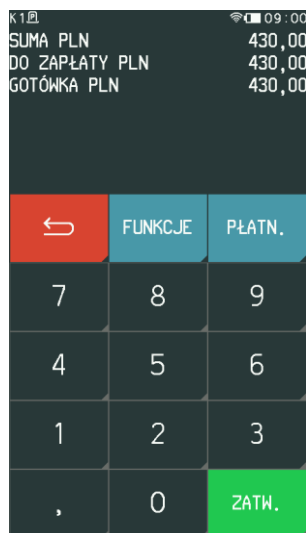 K1 P 09:00
SUMA PLN 430,00
DO ZAPŁATY PLN 430,00
GOTÓWKA PLN 430,00
FUNKCJE PŁATN.
7 8 9
4 5 6
1 2 3
, 0 ZATW.